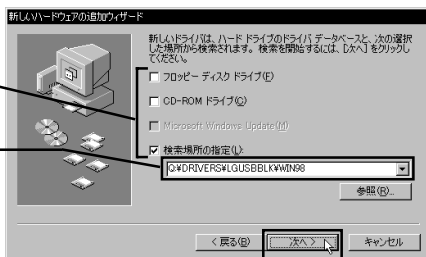 新しいハードウェアの追加ウィザード
新しいドライバは、ハード ドライブのドライバ データベースと、次の選択
した場所から検索されます。検索を開始するには、[次へ] をクリックし
てください。
フロッピー ディスク ドライブ(F)
CD-ROM ドライブ(C)
Microsoft Windows Update(M)
検索場所の指定(L):
Q:¥DRIVERS¥LGUSBBLK¥WIN98
参照(R)...
< 戻る(B)
次へ >
キャンセル